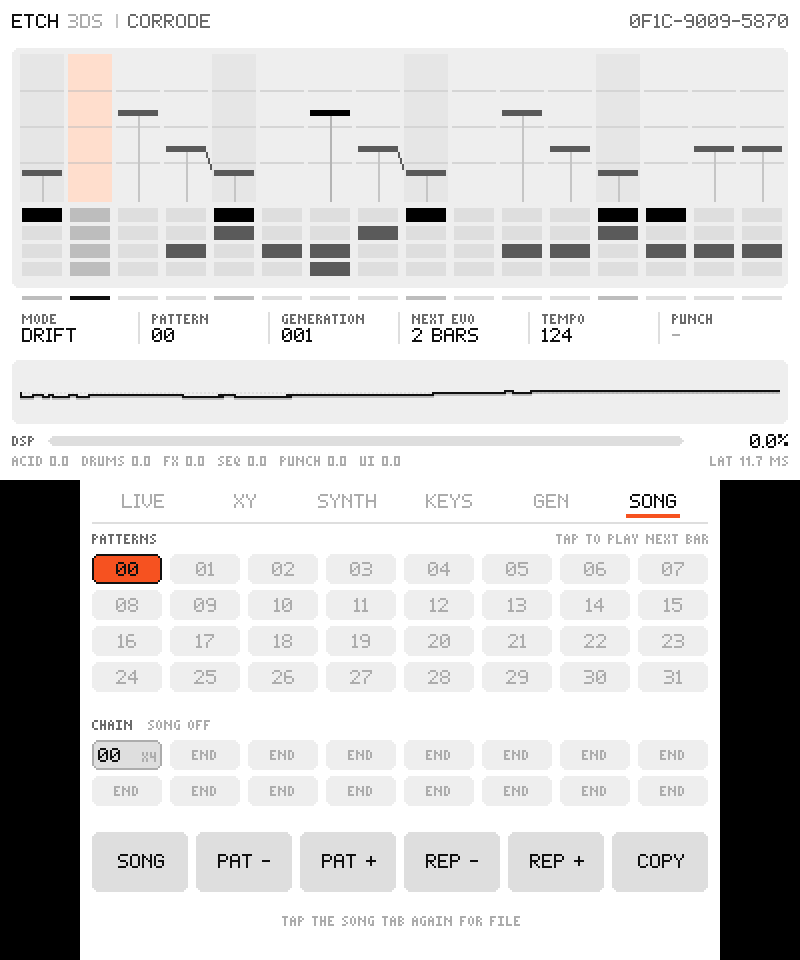 ETCH 3DS | CORRODE 0F1C-9009-5870
MODE PATTERN GENERATION NEXT EVO TEMPO PUNCH
DRIFT 00 001 2 BARS 124 -
DSP 0.0%
ACID 0.0 DRUMS 0.0 FX 0.0 SEQ 0.0 PUNCH 0.0 UI 0.0 LAT 11.7 MS
LIVE XY SYNTH KEYS GEN SONG
PATTERNS TAP TO PLAY NEXT BAR
00 01 02 03 04 05 06 07
08 09 10 11 12 13 14 15
16 17 18 19 20 21 22 23
24 25 26 27 28 29 30 31
CHAIN SONG OFF
00 X4 END END END END END END END
END END END END END END END END
SONG PAT - PAT + REP - REP + COPY
TAP THE SONG TAB AGAIN FOR FILE